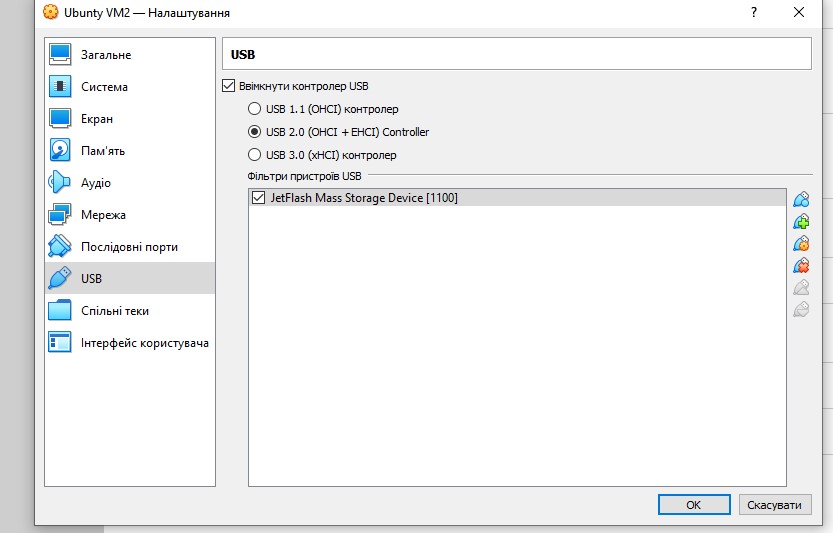 Ubunty VM2 — Налаштування
?
Загальне
Система
Екран
Пам'ять
Аудіо
Мережа
Послідовні порти
USB
Спільні теки
Інтерфейс користувача
USB
Ввімкнути контролер USB
USB 1.1 (OHCI) контролер
USB 2.0 (OHCI + EHCI) Controller
USB 3.0 (xHCI) контролер
Фільтри пристроїв USB
JetFlash Mass Storage Device [1100]
OK
Скасувати